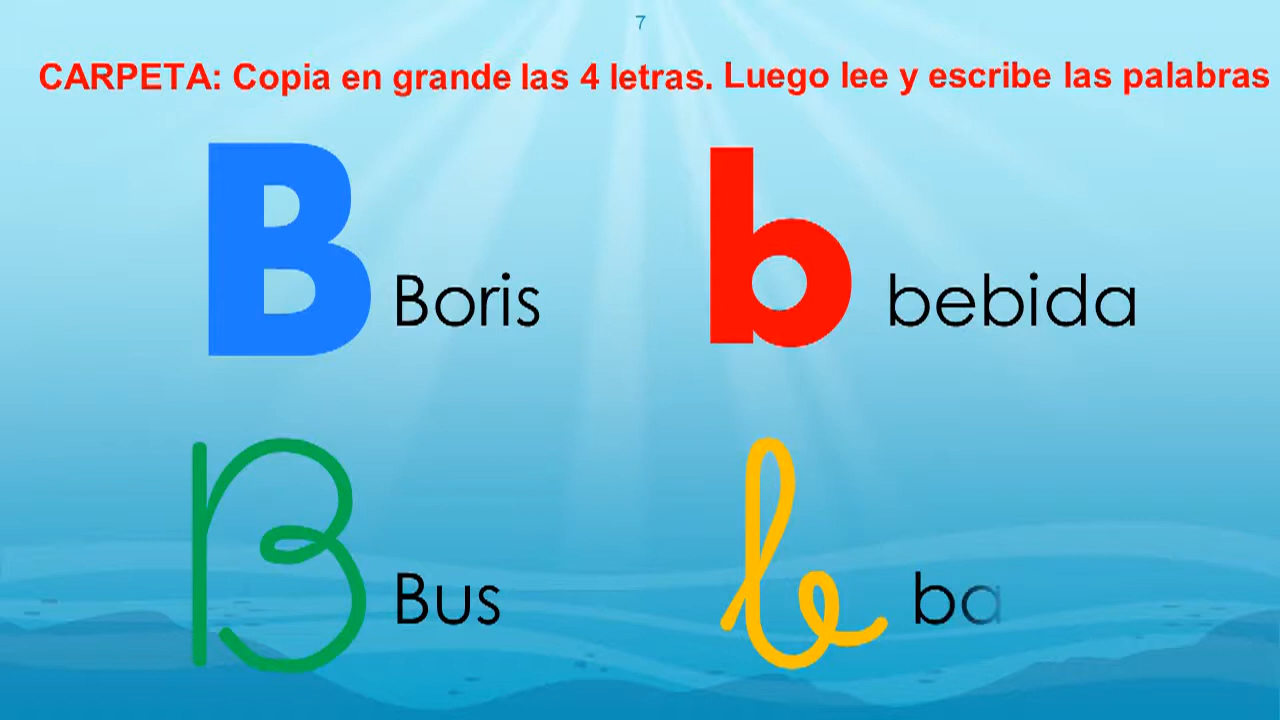 7
CARPETA: Copia en grande las 4 letras. Luego lee y escribe las palabras
B Boris
b bebida
B Bus
b ba